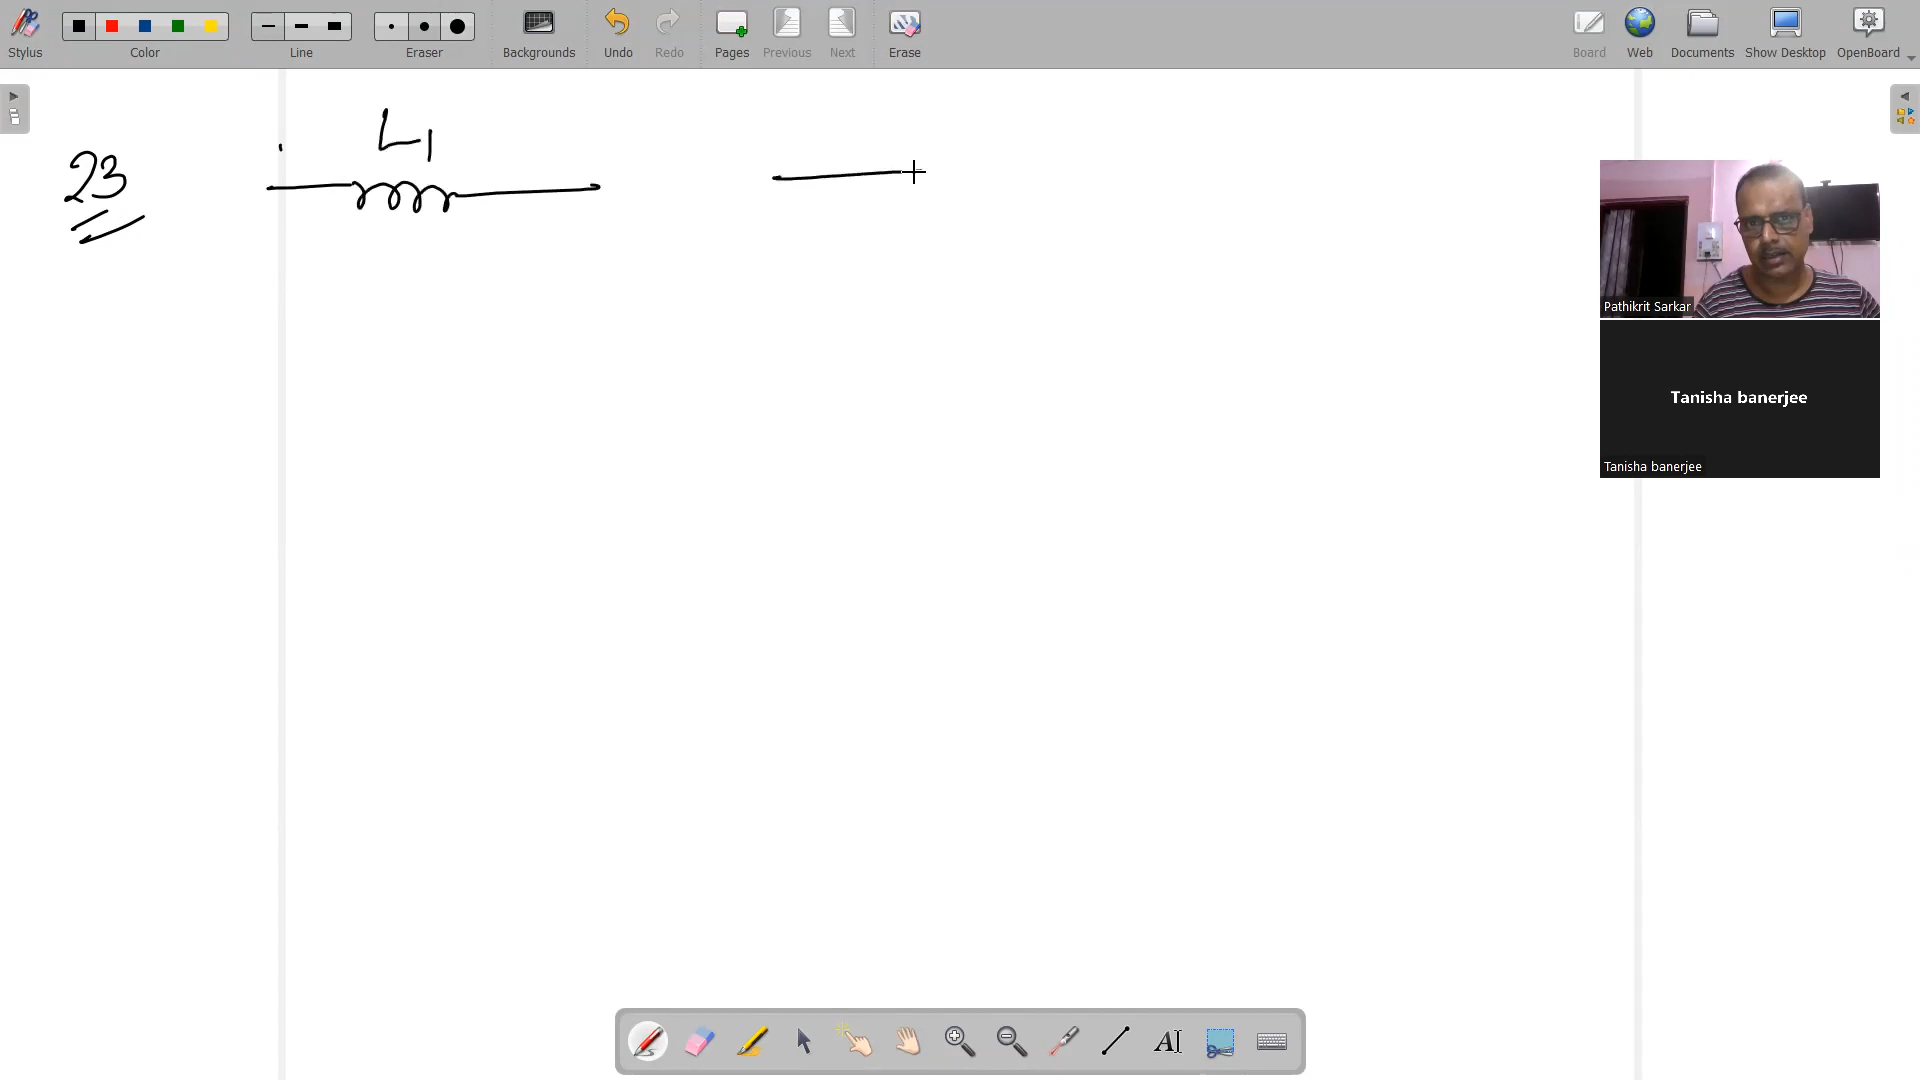 Stylus
Color
Line
Eraser
Backgrounds
Undo
Redo
Pages
Previous
Next
Erase
Board
Web
Documents
Show Desktop
OpenBoard
23
L1
Pathikrit Sarkar
Tanisha banerjee
Tanisha banerjee